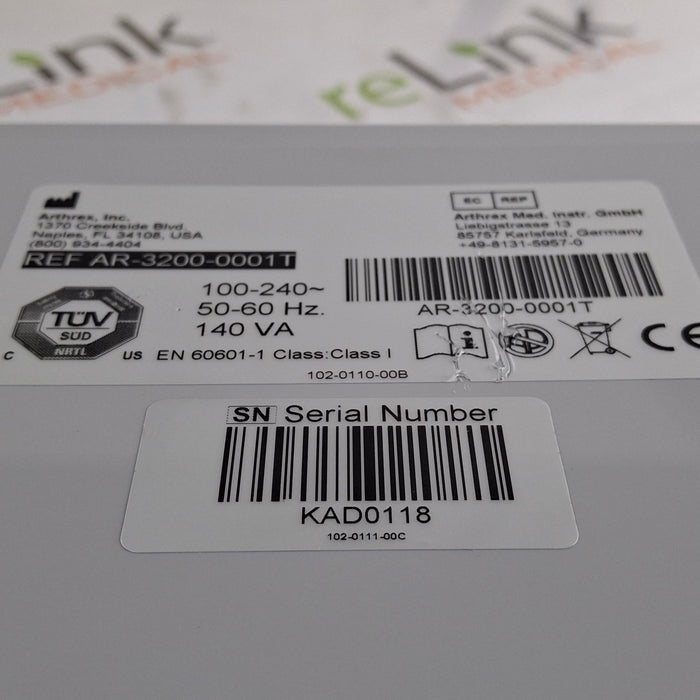 reLink
MEDICAL
reLink
MEDICAL
Arthrex, Inc.
1370 Creekside Blvd.
Naples, FL 34108, USA
(800) 934-4404
REF AR-3200-0001T
EC REP
Arthrex Med. Instr. GmbH
Liebigstrasse 13
85757 Karlsfeld, Germany
+49-8131-5957-0
AR-3200-0001T
100-240~
50-60 Hz.
140 VA
TÜV
SÜD
NRTL
C US
EN 60601-1 Class:Class I
CE
102-0110-00B
SN Serial Number
KAD0118
102-0111-00C